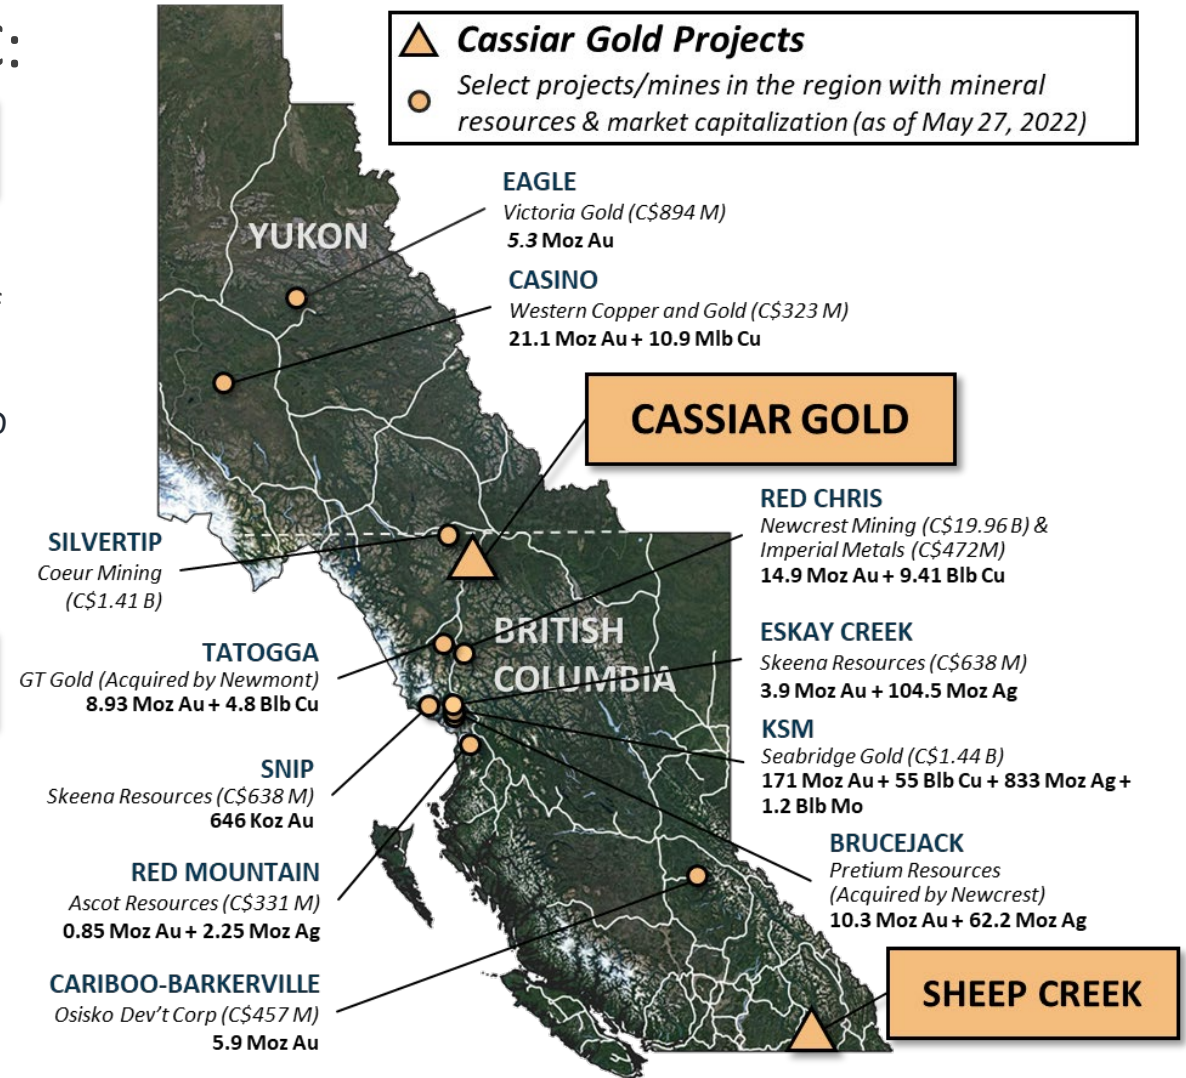 C:
Cassiar Gold Projects
Select projects/mines in the region with mineral
resources & market capitalization (as of May 27, 2022)
EAGLE
Victoria Gold (C$894 M)
5.3 Moz Au
YUKON
CASINO
Western Copper and Gold (C$323 M)
21.1 Moz Au + 10.9 Mlb Cu
CASSIAR GOLD
RED CHRIS
Newcrest Mining (C$19.96 B) &
Imperial Metals (C$472M)
14.9 Moz Au + 9.41 Blb Cu
SILVERTIP
Coeur Mining
(C$1.41 B)
BRITISH
COLUMBIA
ESKAY CREEK
Skeena Resources (C$638 M)
3.9 Moz Au + 104.5 Moz Ag
TATOGGA
GT Gold (Acquired by Newmont)
8.93 Moz Au + 4.8 Blb Cu
KSM
Seabridge Gold (C$1.44 B)
171 Moz Au + 55 Blb Cu + 833 Moz Ag +
1.2 Blb Mo
SNIP
Skeena Resources (C$638 M)
646 Koz Au
BRUCEJACK
Pretium Resources
(Acquired by Newcrest)
10.3 Moz Au + 62.2 Moz Ag
RED MOUNTAIN
Ascot Resources (C$331 M)
0.85 Moz Au + 2.25 Moz Ag
CARIBOO-BARKERVILLE
Osisko Dev't Corp (C$457 M)
5.9 Moz Au
SHEEP CREEK